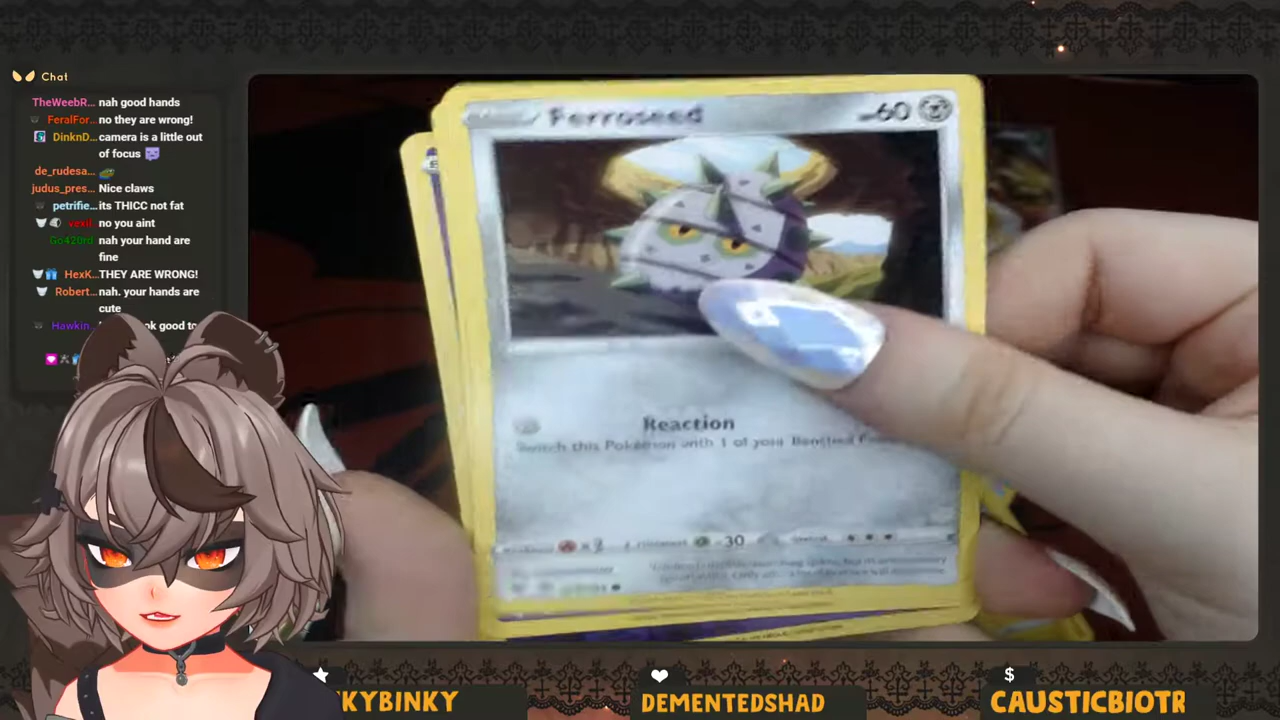 Chat
TheWeebR... nah good hands
FeralFor... no they are wrong!
DinknD... camera is a little out
of focus
de_rudesa...
judus_pres... Nice claws
petrifie... its THICC not fat
vexil no you aint
Go420rd nah your hand are
fine
HexK... THEY ARE WRONG!
Robert... nah. your hands are
cute
Hawkin...
Ferroseed 60
Reaction
Switch this Pokémon with 1 of your Benched
×2 -30
KYBINKY
DEMENTEDSHAD
$
CAUSTICBIOTR